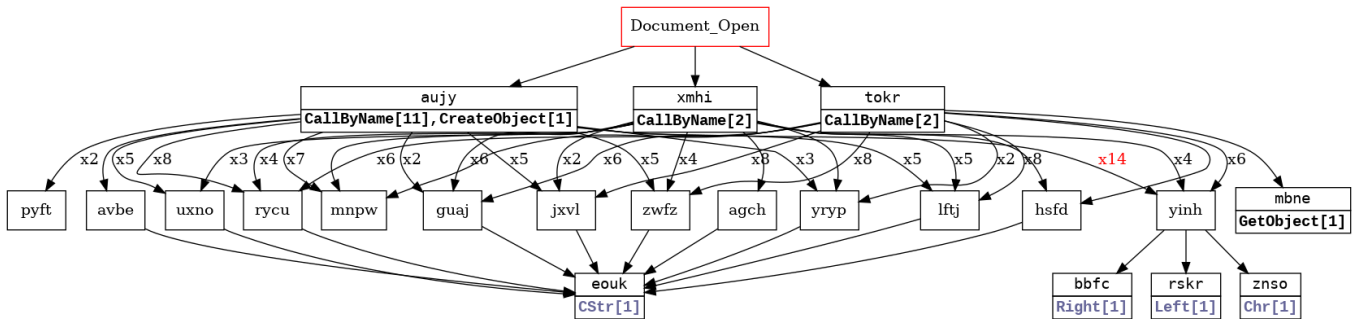 Document_Open
aujy
CallByName[11],CreateObject[1]
xmhi
CallByName[2]
tokr
CallByName[2]
x2 x5 x8 x3 x4 x7 x6 x2 x6 x5 x2 x6 x5 x4 x8 x8 x3 x5 x5 x2 x8 x14 x4 x6
pyft
avbe
uxno
rycu
mnpw
guaj
jxvl
zwfz
agch
yryp
lftj
hsfd
yinh
mbne
GetObject[1]
eouk
CStr[1]
bbfc
Right[1]
rskr
Left[1]
znso
Chr[1]